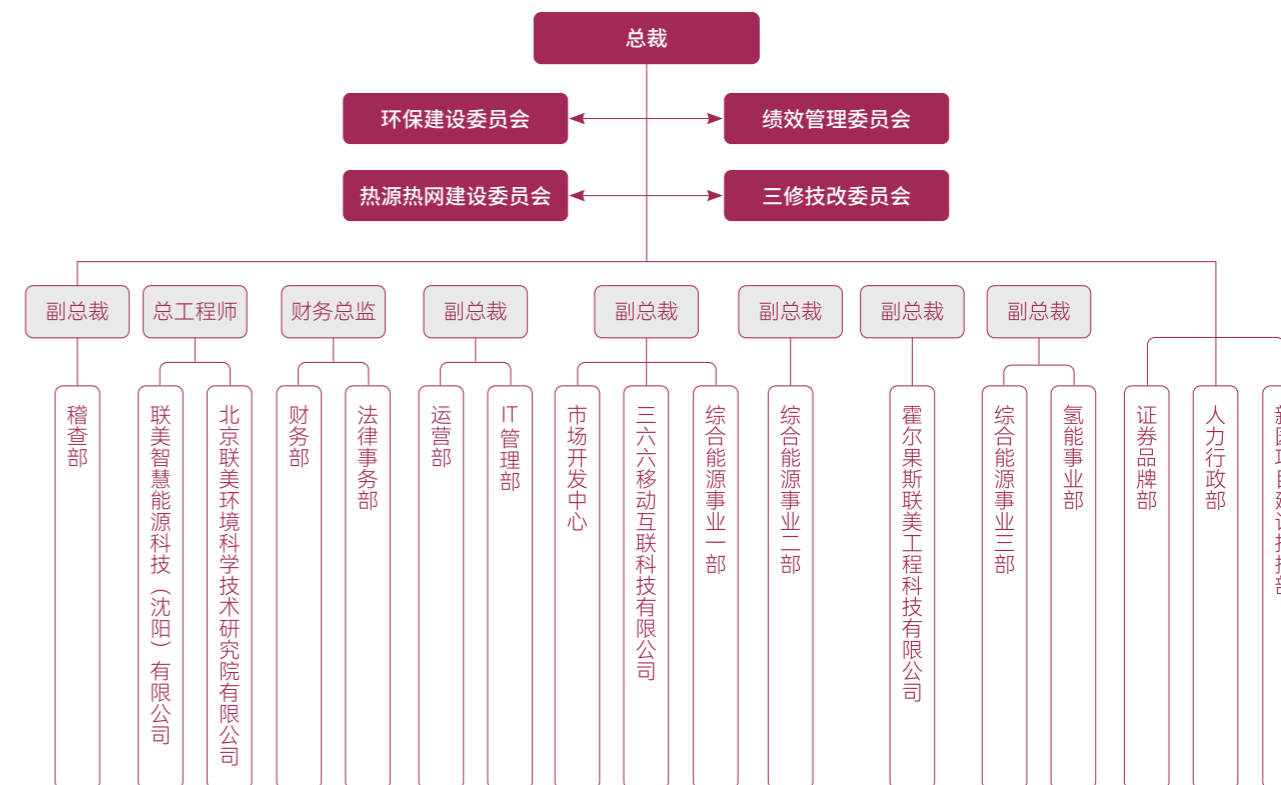 总裁
环保建设委员会
绩效管理委员会
热源热网建设委员会
三修技改委员会
副总裁
总工程师
财务总监
副总裁
副总裁
副总裁
副总裁
副总裁
稽查部
联美智慧能源科技（沈阳）有限公司
北京联美环境科学技术研究院有限公司
财务部
法律事务部
运营部
IT管理部
市场开发中心
三六六移动互联科技有限公司
综合能源事业一部
综合能源事业二部
霍尔果斯联美工程科技有限公司
综合能源事业三部
氢能事业部
证券品牌部
人力行政部